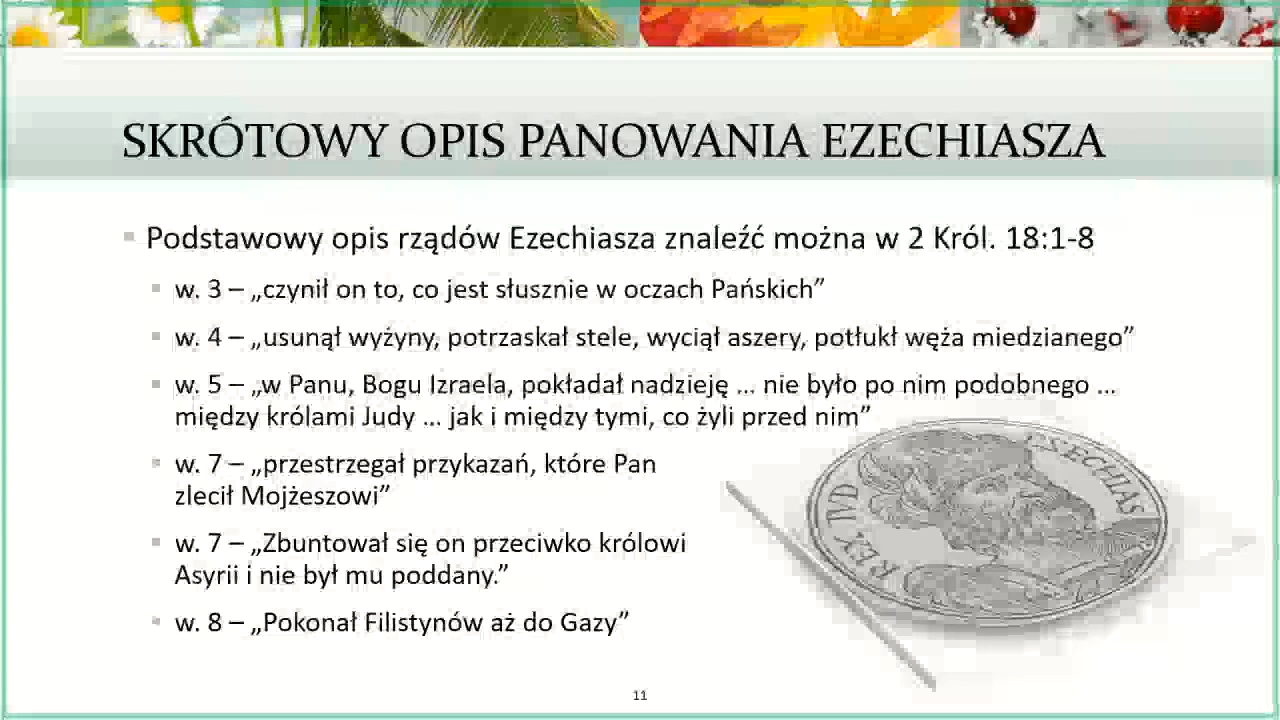 SKRÓTOWY OPIS PANOWANIA EZECHIASZA
Podstawowy opis rządów Ezechiasza znaleźć można w 2 Król. 18:1-8
w. 3 – „czynił on to, co jest słusznie w oczach Pańskich”
w. 4 – „usunął wyżyny, potrzaskał stele, wyciął aszery, potłukł węża miedzianego”
w. 5 – „w Panu, Bogu Izraela, pokładał nadzieję … nie było po nim podobnego …
między królami Judy … jak i między tymi, co żyli przed nim”
w. 7 – „przestrzegał przykazań, które Pan
zlecił Mojżeszowi”
w. 7 – „Zbuntował się on przeciwko królowi
Asyrii i nie był mu poddany.”
w. 8 – „Pokonał Filistynów aż do Gazy”
REX IVD
ESECHIAS
11